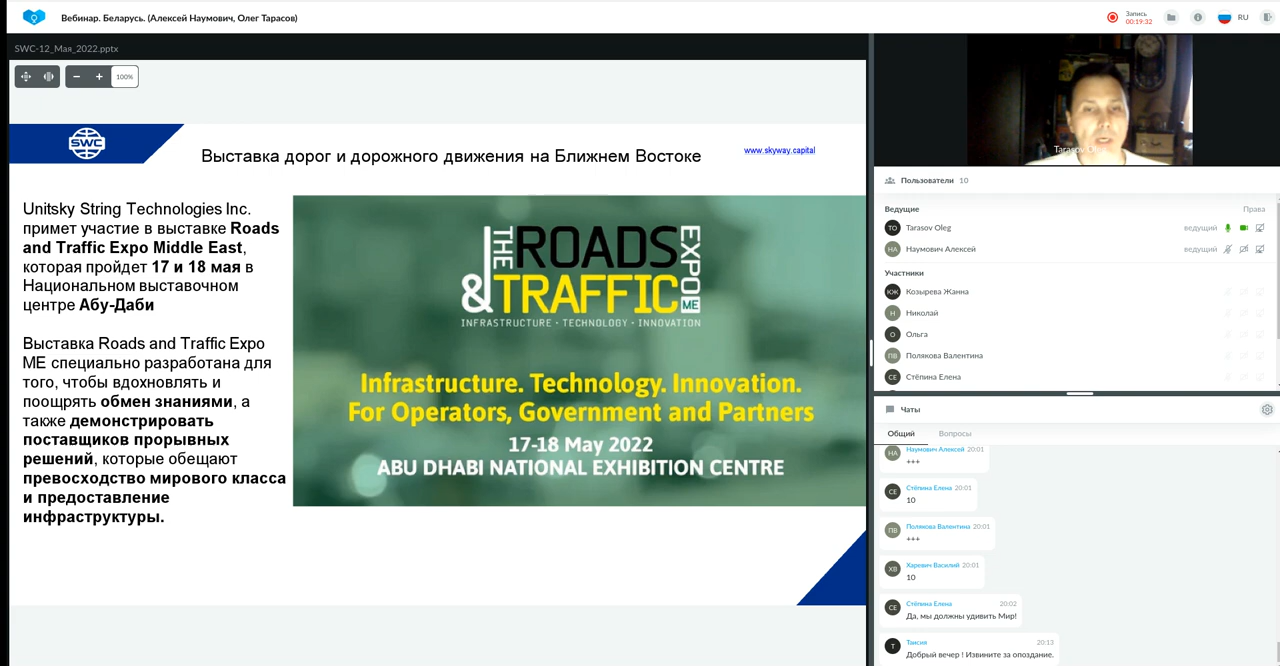 Вебинар. Беларусь. (Алексей Наумович, Олег Тарасов)
Запись
00:19:32
RU
SWC-12_Мая_2022.pptx
100%
SWC
Выставка дорог и дорожного движения на Ближнем Востоке
www.skyway.capital
Unitsky String Technologies Inc.
примет участие в выставке Roads
and Traffic Expo Middle East,
которая пройдет 17 и 18 мая в
Национальном выставочном
центре Абу-Даби
Выставка Roads and Traffic Expo
ME специально разработана для
того, чтобы вдохновлять и
поощрять обмен знаниями, а
также демонстрировать
поставщиков прорывных
решений, которые обещают
превосходство мирового класса
и предоставление
инфраструктуры.
THE ROADS
&TRAFFIC
EXPO ME
INFRASTRUCTURE · TECHNOLOGY · INNOVATION
Infrastructure. Technology. Innovation.
For Operators, Government and Partners
17-18 May 2022
ABU DHABI NATIONAL EXHIBITION CENTRE
Tarasov Oleg
Пользователи 10
Ведущие Права
TO Tarasov Oleg ведущий
НА Наумович Алексей ведущий
Участники
КЖ Козырева Жанна
Н Николай
О Ольга
ПВ Полякова Валентина
СЕ Стёпина Елена
Чаты
Общий Вопросы
НА Наумович Алексей 20:01
+++
СЕ Стёпина Елена 20:01
10
ПВ Полякова Валентина 20:01
+++
ХВ Харевич Василий 20:01
10
СЕ Стёпина Елена 20:02
Да, мы должны удивить Мир!
Т Таисия 20:13
Добрый вечер ! Извините за опоздание.